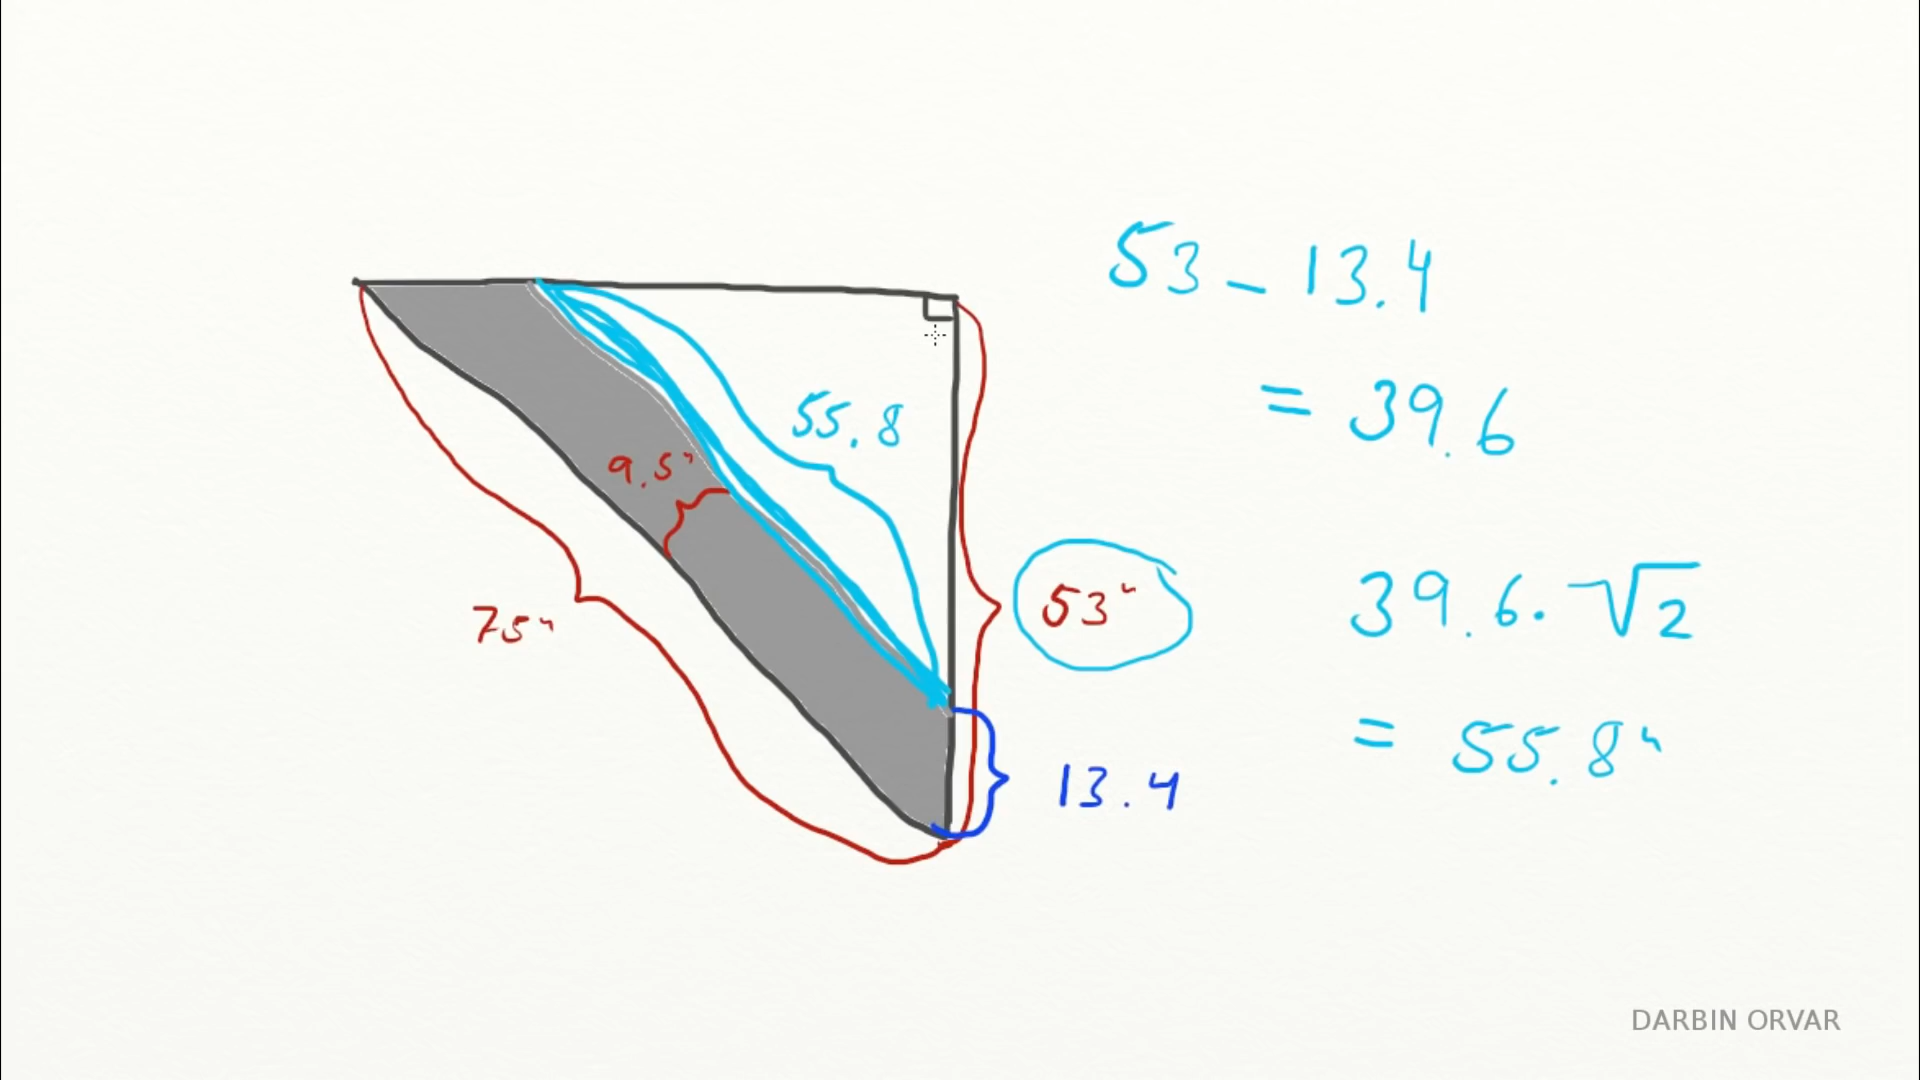 53 - 13.4
= 39.6
55.8
9.5"
75"
53"
39.6 · √2
= 55.8"
13.4
DARBIN ORVAR